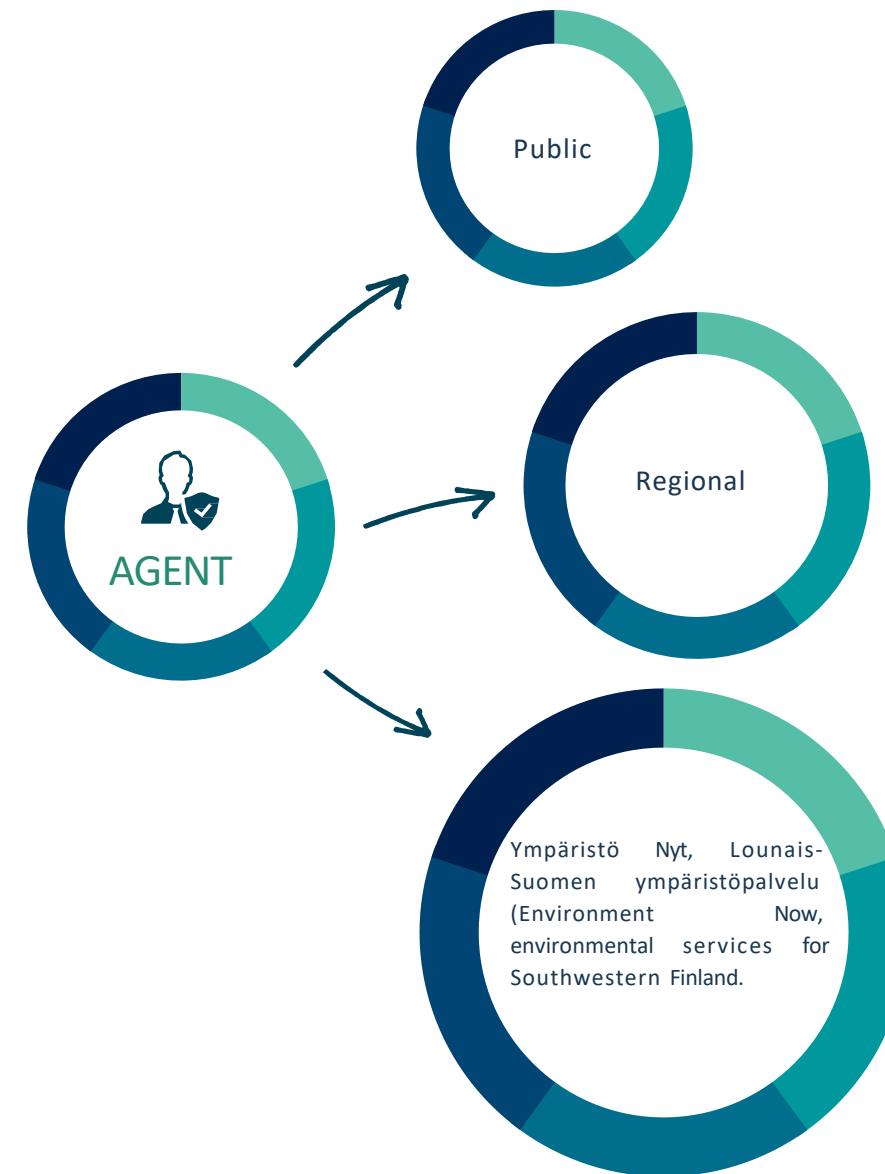 Public
Regional
AGENT
Ympäristö Nyt, Lounais-
Suomen ympäristöpalvelu
(Environment Now,
environmental services for
Southwestern Finland.